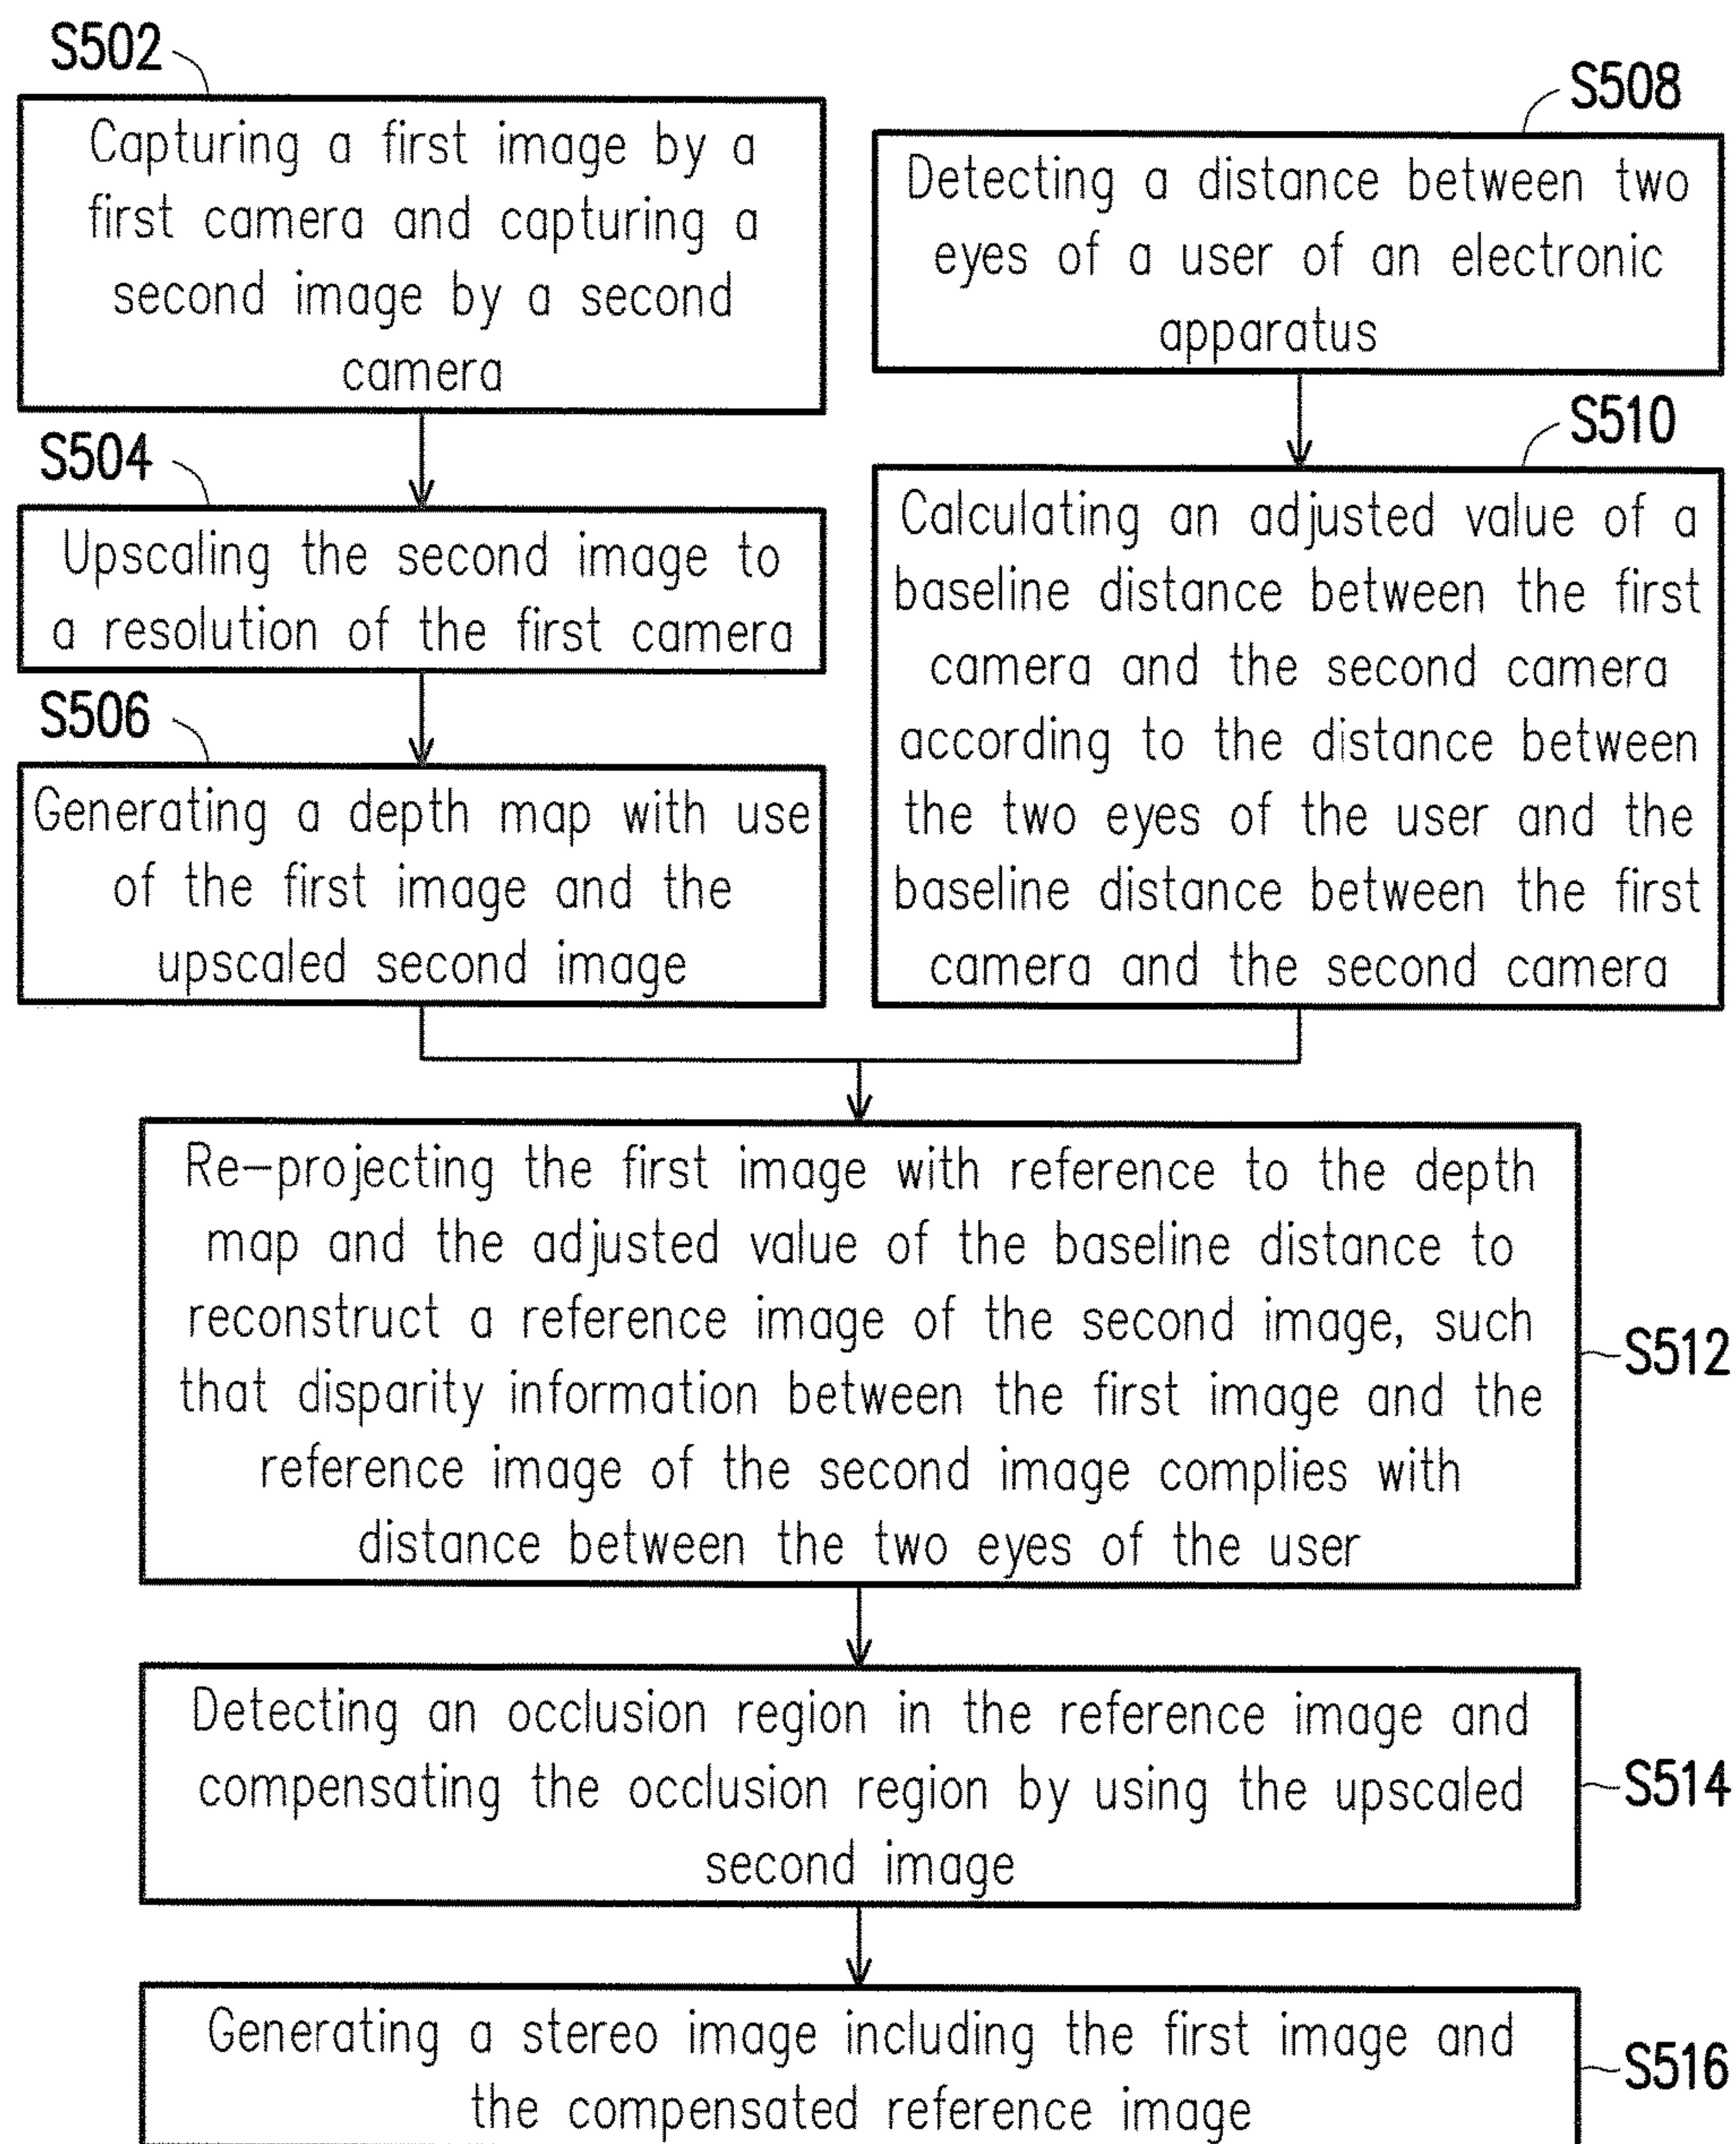 S502
Capturing a first image by a
first camera and capturing a
second image by a second
camera
S504
Upscaling the second image to
a resolution of the first camera
S506
Generating a depth map with use
of the first image and the
upscaled second image
S508
Detecting a distance between two
eyes of a user of an electronic
apparatus
S510
Calculating an adjusted value of a
baseline distance between the first
camera and the second camera
according to the distance between
the two eyes of the user and the
baseline distance between the first
camera and the second camera
Re-projecting the first image with reference to the depth
map and the adjusted value of the baseline distance to
reconstruct a reference image of the second image, such
that disparity information between the first image and the
reference image of the second image complies with
distance between the two eyes of the user
S512
Detecting an occlusion region in the reference image and
compensating the occlusion region by using the upscaled
second image
S514
Generating a stereo image including the first image and
the compensated reference image
S516